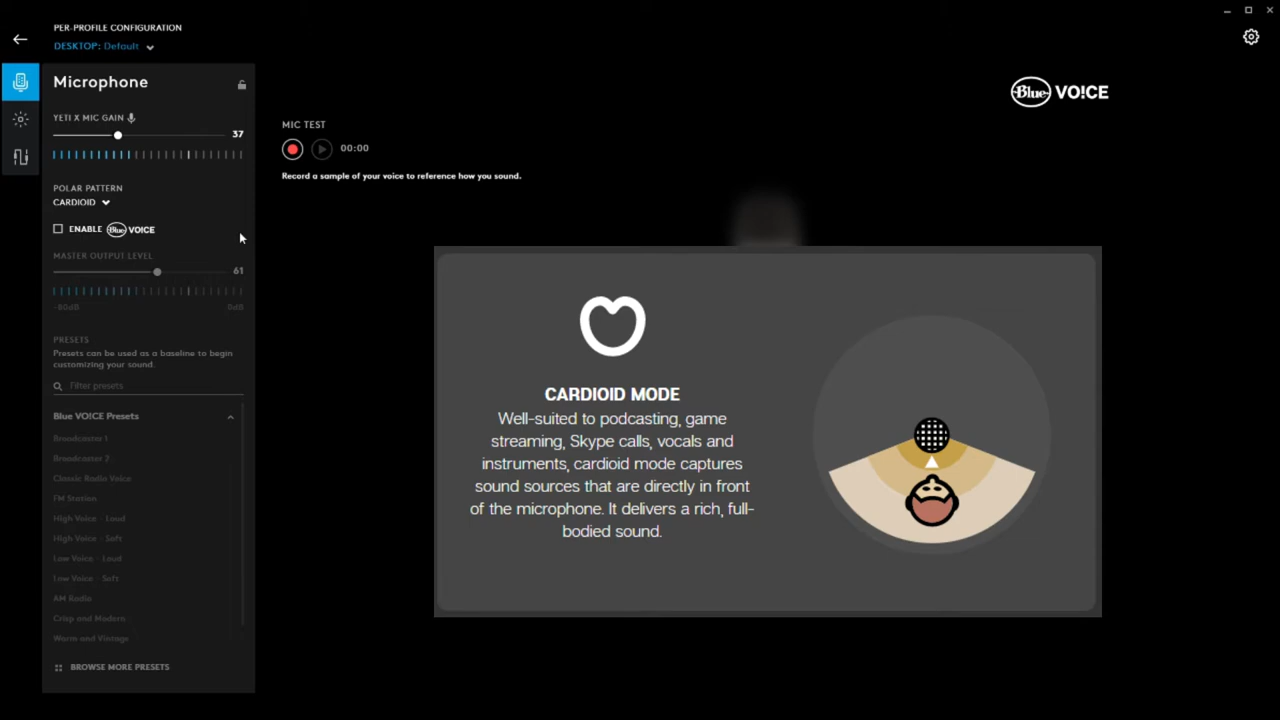 PER-PROFILE CONFIGURATION
DESKTOP: Default
Microphone
YETI X MIC GAIN
37
POLAR PATTERN
CARDIOID
ENABLE Blue VOICE
MASTER OUTPUT LEVEL
61
-80dB 0dB
PRESETS
Presets can be used as a baseline to begin
customizing your sound.
Filter presets
Blue VOICE Presets
Broadcaster 1
Broadcaster 2
Classic Radio Voice
FM Station
High Voice - Loud
High Voice - Soft
Low Voice - Loud
Low Voice - Soft
AM Radio
Crisp and Modern
Warm and Vintage
BROWSE MORE PRESETS
Blue VO!CE
MIC TEST
00:00
Record a sample of your voice to reference how you sound.
CARDIOID MODE
Well-suited to podcasting, game
streaming, Skype calls, vocals and
instruments, cardioid mode captures
sound sources that are directly in front
of the microphone. It delivers a rich, full-
bodied sound.